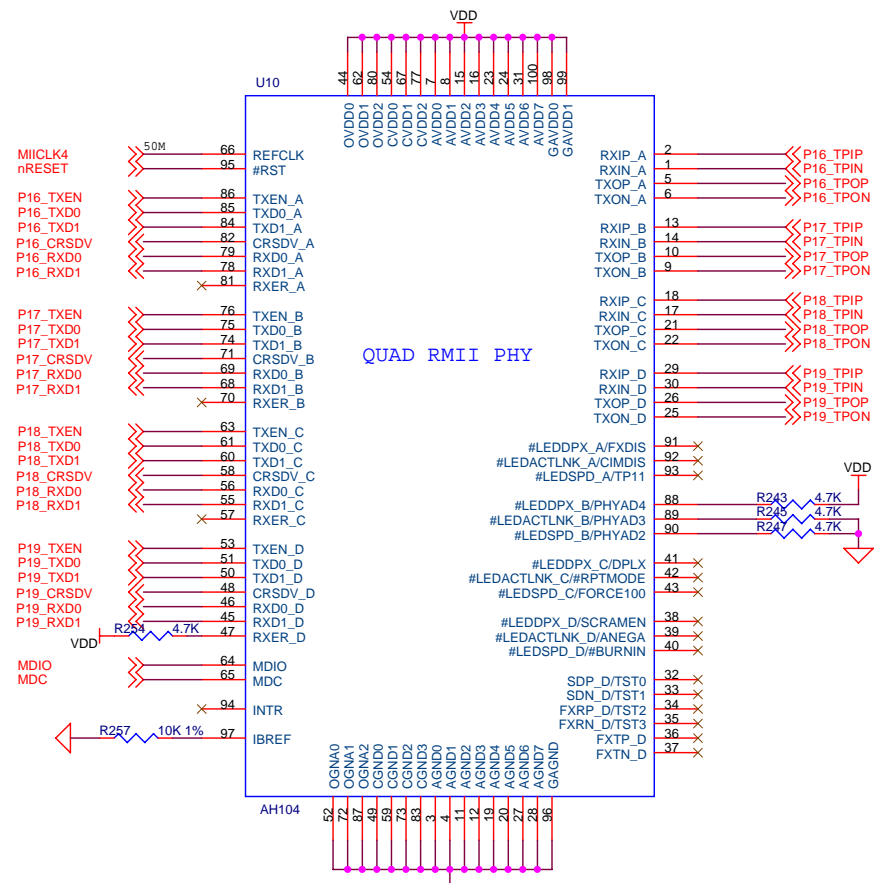 VDD
44 62 80 54 67 77 7 8 15 16 23 24 31 100 98 99
U10
OVDD0 OVDD1 OVDD2 CVDD0 CVDD1 CVDD2 AVDD0 AVDD1 AVDD2 AVDD3 AVDD4 AVDD5 AVDD6 AVDD7 GAVDD0 GAVDD1
MIICLK4 50M 66 REFCLK
nRESET 95 #RST
P16_TXEN 86 TXEN_A
P16_TXD0 85 TXD0_A
P16_TXD1 84 TXD1_A
P16_CRSDV 82 CRSDV_A
P16_RXD0 79 RXD0_A
P16_RXD1 78 RXD1_A
81 RXER_A
P17_TXEN 76 TXEN_B
P17_TXD0 75 TXD0_B
P17_TXD1 74 TXD1_B
P17_CRSDV 71 CRSDV_B
P17_RXD0 69 RXD0_B
P17_RXD1 68 RXD1_B
70 RXER_B
P18_TXEN 63 TXEN_C
P18_TXD0 61 TXD0_C
P18_TXD1 60 TXD1_C
P18_CRSDV 58 CRSDV_C
P18_RXD0 56 RXD0_C
P18_RXD1 55 RXD1_C
57 RXER_C
P19_TXEN 53 TXEN_D
P19_TXD0 51 TXD0_D
P19_TXD1 50 TXD1_D
P19_CRSDV 48 CRSDV_D
P19_RXD0 46 RXD0_D
P19_RXD1 45 RXD1_D
VDD R254 4.7K 47 RXER_D
MDIO 64 MDIO
MDC 65 MDC
94 INTR
R257 10K 1% 97 IBREF
QUAD RMII PHY
RXIP_A 2 P16_TPIP
RXIN_A 1 P16_TPIN
TXOP_A 5 P16_TPOP
TXON_A 6 P16_TPON
RXIP_B 13 P17_TPIP
RXIN_B 14 P17_TPIN
TXOP_B 10 P17_TPOP
TXON_B 9 P17_TPON
RXIP_C 18 P18_TPIP
RXIN_C 17 P18_TPIN
TXOP_C 21 P18_TPOP
TXON_C 22 P18_TPON
RXIP_D 29 P19_TPIP
RXIN_D 30 P19_TPIN
TXOP_D 26 P19_TPOP
TXON_D 25 P19_TPON
#LEDDPX_A/FXDIS 91
#LEDACTLNK_A/CIMDIS 92
#LEDSPD_A/TP11 93
VDD
#LEDDPX_B/PHYAD4 88 R243 4.7K
#LEDACTLNK_B/PHYAD3 89 R245 4.7K
#LEDSPD_B/PHYAD2 90 R247 4.7K
#LEDDPX_C/DPLX 41
#LEDACTLNK_C/#RPTMODE 42
#LEDSPD_C/FORCE100 43
#LEDDPX_D/SCRAMEN 38
#LEDACTLNK_D/ANEGA 39
#LEDSPD_D/#BURNIN 40
SDP_D/TST0 32
SDN_D/TST1 33
FXRP_D/TST2 34
FXRN_D/TST3 35
FXTP_D 36
FXTN_D 37
OGNA0 OGNA1 OGNA2 CGND0 CGND1 CGND2 CGND3 AGND0 AGND1 AGND2 AGND3 AGND4 AGND5 AGND6 AGND7 GAGND
AH104
52 72 87 49 59 73 83 3 4 11 12 19 20 27 28 96